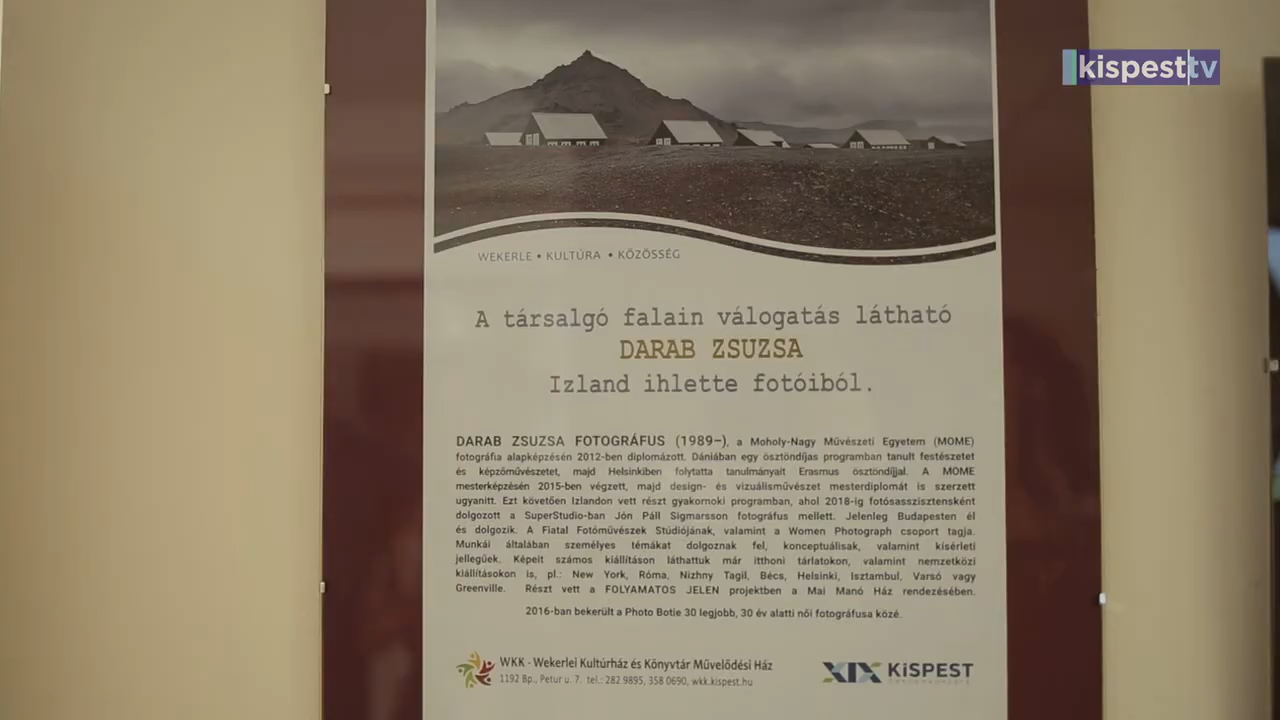 kispest tv
WEKERLE • KULTÚRA • KÖZÖSSÉG
A társalgó falain válogatás látható
DARAB ZSUZSA
Izland ihlette fotóiból.
DARAB ZSUZSA FOTOGRÁFUS (1989–), a Moholy-Nagy Művészeti Egyetem (MOME)
fotográfia alapképzésén 2012-ben diplomázott. Dániában egy ösztöndíjas programban tanult festészetet
és képzőművészetet, majd Helsinkiben folytatta tanulmányait Erasmus ösztöndíjjal. A MOME
mesterképzésén 2015-ben végzett, majd design- és vizuálisművészet mesterdiplomát is szerzett
ugyanitt. Ezt követően Izlandon vett részt gyakornoki programban, ahol 2018-ig fotósasszisztensként
dolgozott a SuperStudio-ban Jón Páll Sigmarsson fotográfus mellett. Jelenleg Budapesten él
és dolgozik. A Fiatal Fotóművészek Stúdiójának, valamint a Women Photograph csoport tagja.
Munkái általában személyes témákat dolgoznak fel, konceptuálisak, valamint kísérleti
jellegűek. Képeit számos kiállításon láthattuk már itthoni tárlatokon, valamint nemzetközi
kiállításokon is, pl.: New York, Róma, Nizhny Tagil, Bécs, Helsinki, Isztambul, Varsó vagy
Greenville. Részt vett a FOLYAMATOS JELEN projektben a Mai Manó Ház rendezésében.
2016-ban bekerült a Photo Botie 30 legjobb, 30 év alatti női fotográfusa közé.
WKK - Wekerlei Kultúrház és Könyvtár Művelődési Ház
1192 Bp., Petur u. 7. tel.: 282 9895, 358 0690, wkk.kispest.hu
XIX KiSPEST